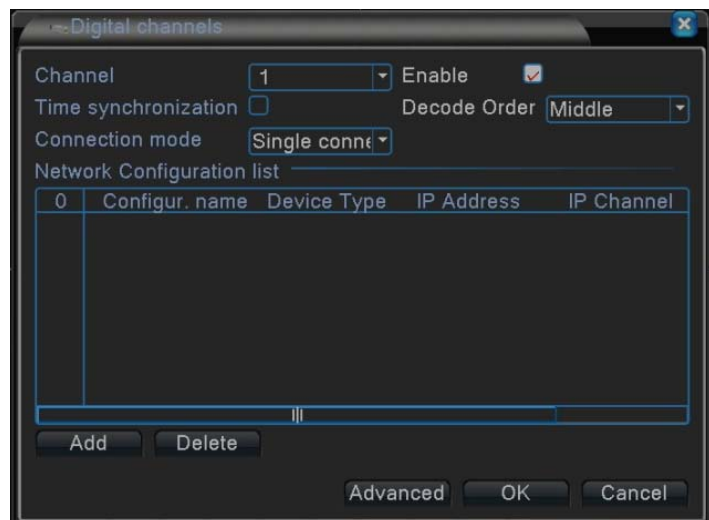 Digital channels
Channel 1 Enable
Time synchronization Decode Order Middle
Connection mode Single conne
Network Configuration list
0 Configur. name Device Type IP Address IP Channel
Add Delete
Advanced OK Cancel